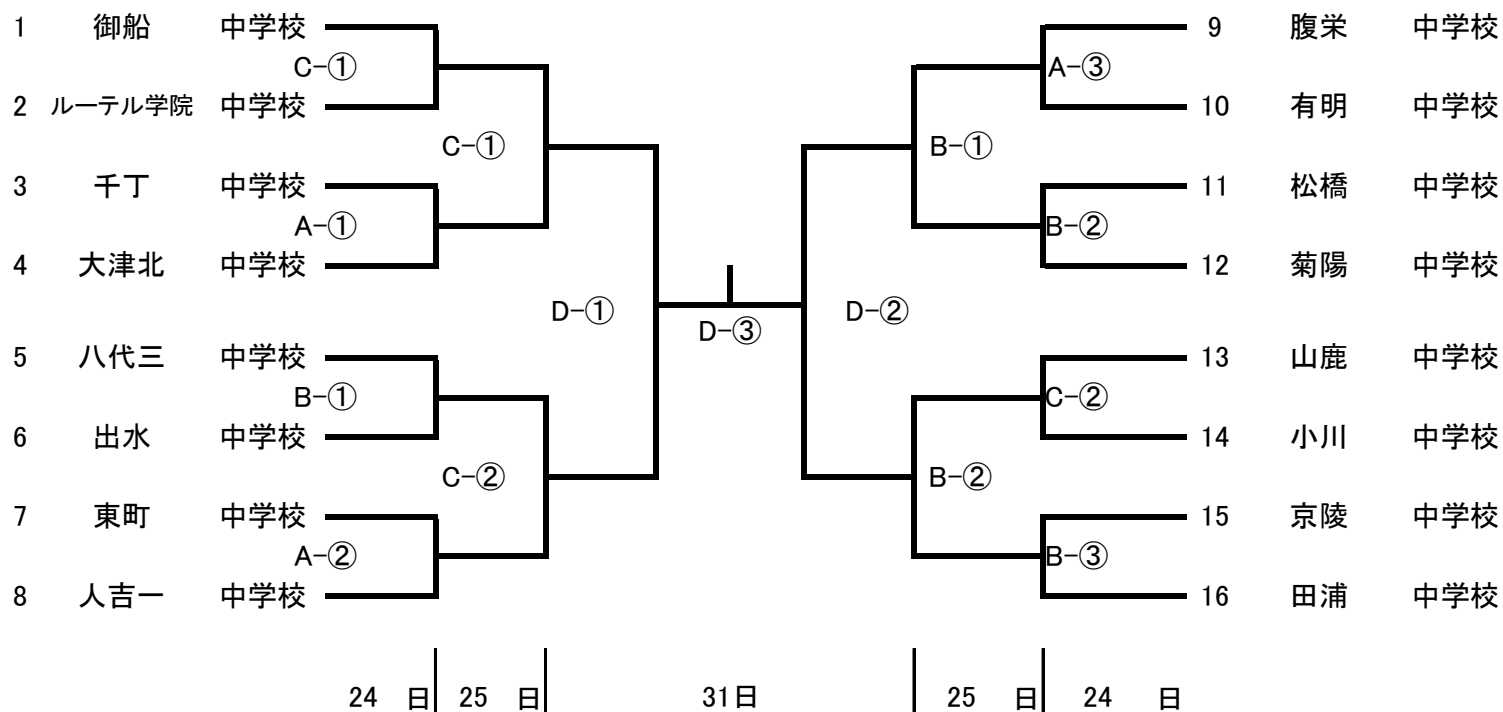 1 御船 中学校 9 腹栄 中学校
C-① A-③
2 ルーテル学院 中学校 10 有明 中学校
C-① B-①
3 千丁 中学校 11 松橋 中学校
A-① B-②
4 大津北 中学校 12 菊陽 中学校
D-① D-③ D-②
5 八代三 中学校 13 山鹿 中学校
B-① C-②
6 出水 中学校 14 小川 中学校
C-② B-②
7 東町 中学校 15 京陵 中学校
A-② B-③
8 人吉一 中学校 16 田浦 中学校
24 日 25 日 31日 25 日 24 日